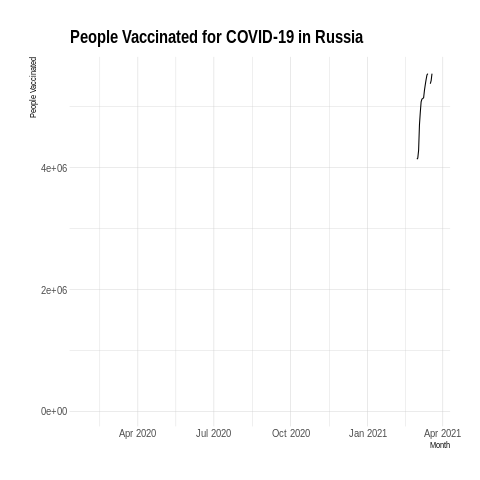 People Vaccinated for COVID-19 in Russia
People Vaccinated
4e+06
2e+06
0e+00
Apr 2020 Jul 2020 Oct 2020 Jan 2021 Apr 2021
Month